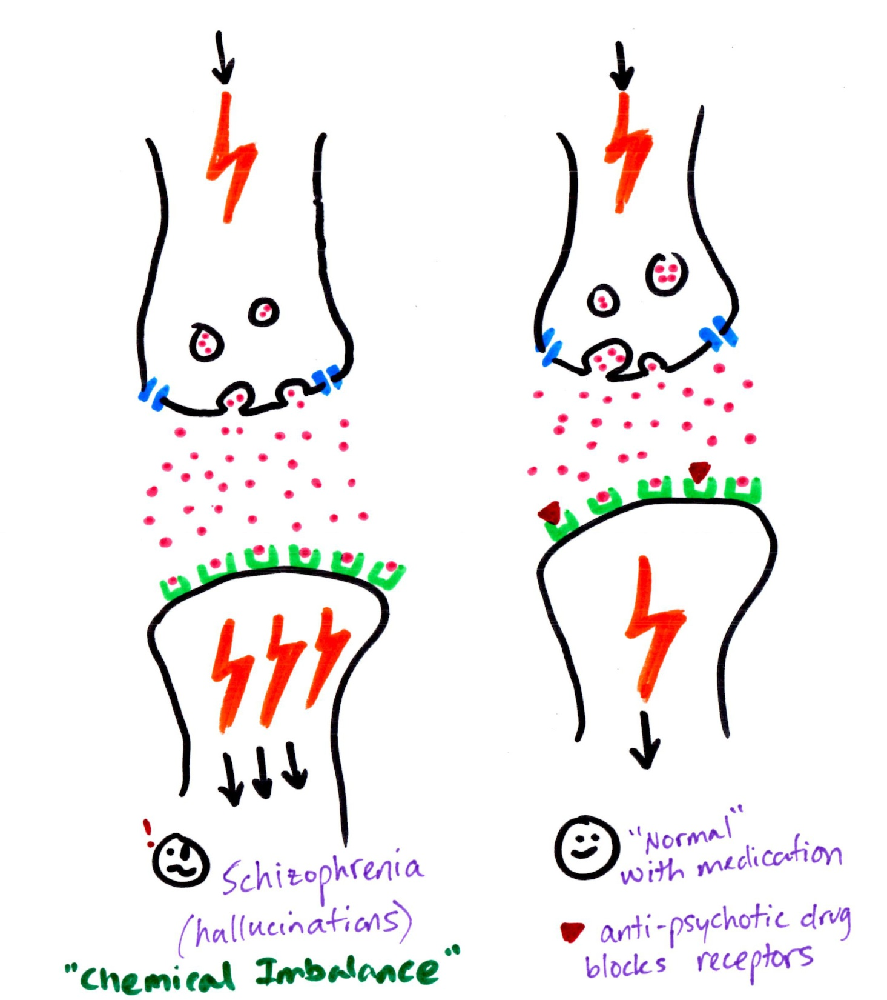 ! Schizophrenia
(hallucinations)
"Chemical Imbalance"
"Normal"
with medication
anti-psychotic drug
blocks receptors